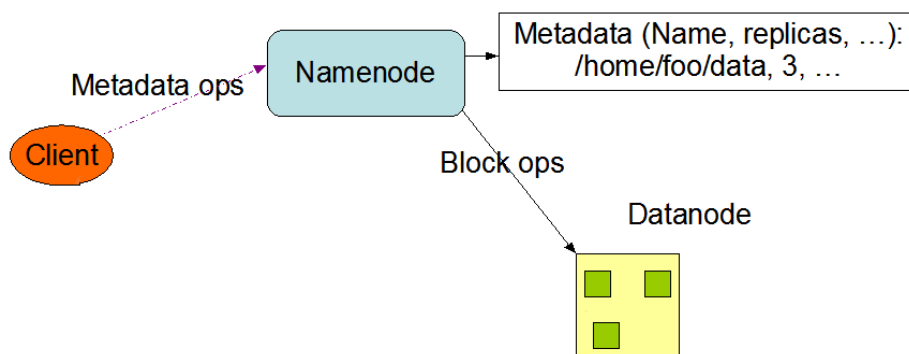 Metadata (Name, replicas, …):
/home/foo/data, 3, …
Namenode
Metadata ops
Client
Block ops
Datanode